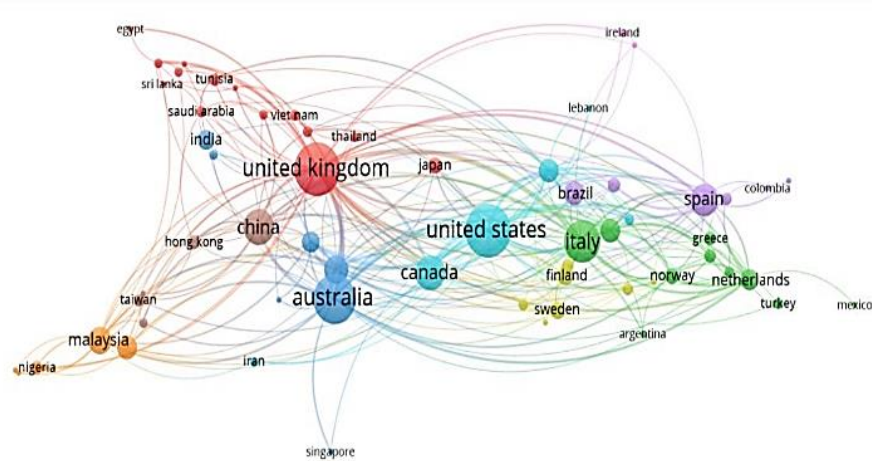 egypt
ireland
sri lanka
tunisia
lebanon
saudi arabia
viet nam
thailand
india
united kingdom
japan
brazil
spain
colombia
china
united states
hong kong
italy
greece
canada
finland
norway
netherlands
taiwan
australia
sweden
turkey
mexico
argentina
malaysia
iran
nigeria
singapore